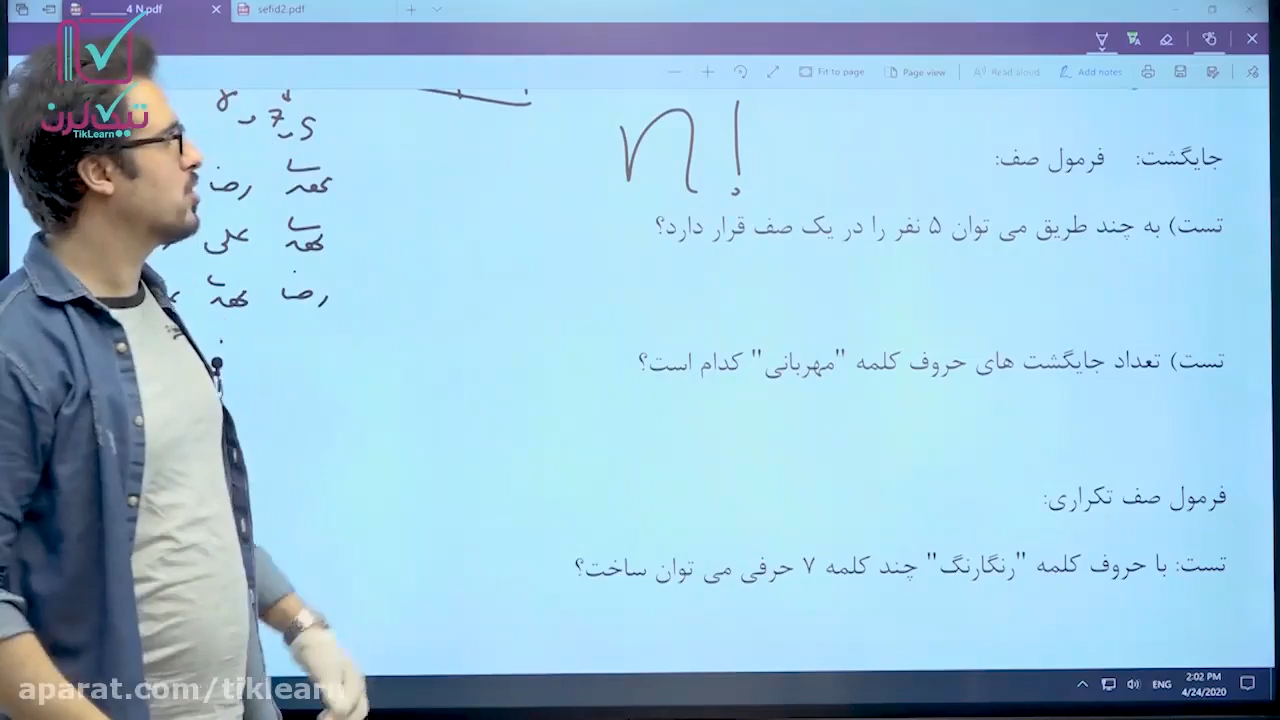 4 N.pdf
sefid2.pdf
Fit to page
Page view
Read aloud
Add notes
تیک لرن
TikLearn
n!
جایگشت: فرمول صف:
تست) به چند طریق می توان ۵ نفر را در یک صف قرار دارد؟
رضا
علی
رضا
تست) تعداد جایگشت های حروف کلمه "مهربانی" کدام است؟
فرمول صف تکراری:
تست: با حروف کلمه "رنگارنگ" چند کلمه ۷ حرفی می توان ساخت؟
aparat.com/tiklearn
ENG
2:02 PM
4/24/2020